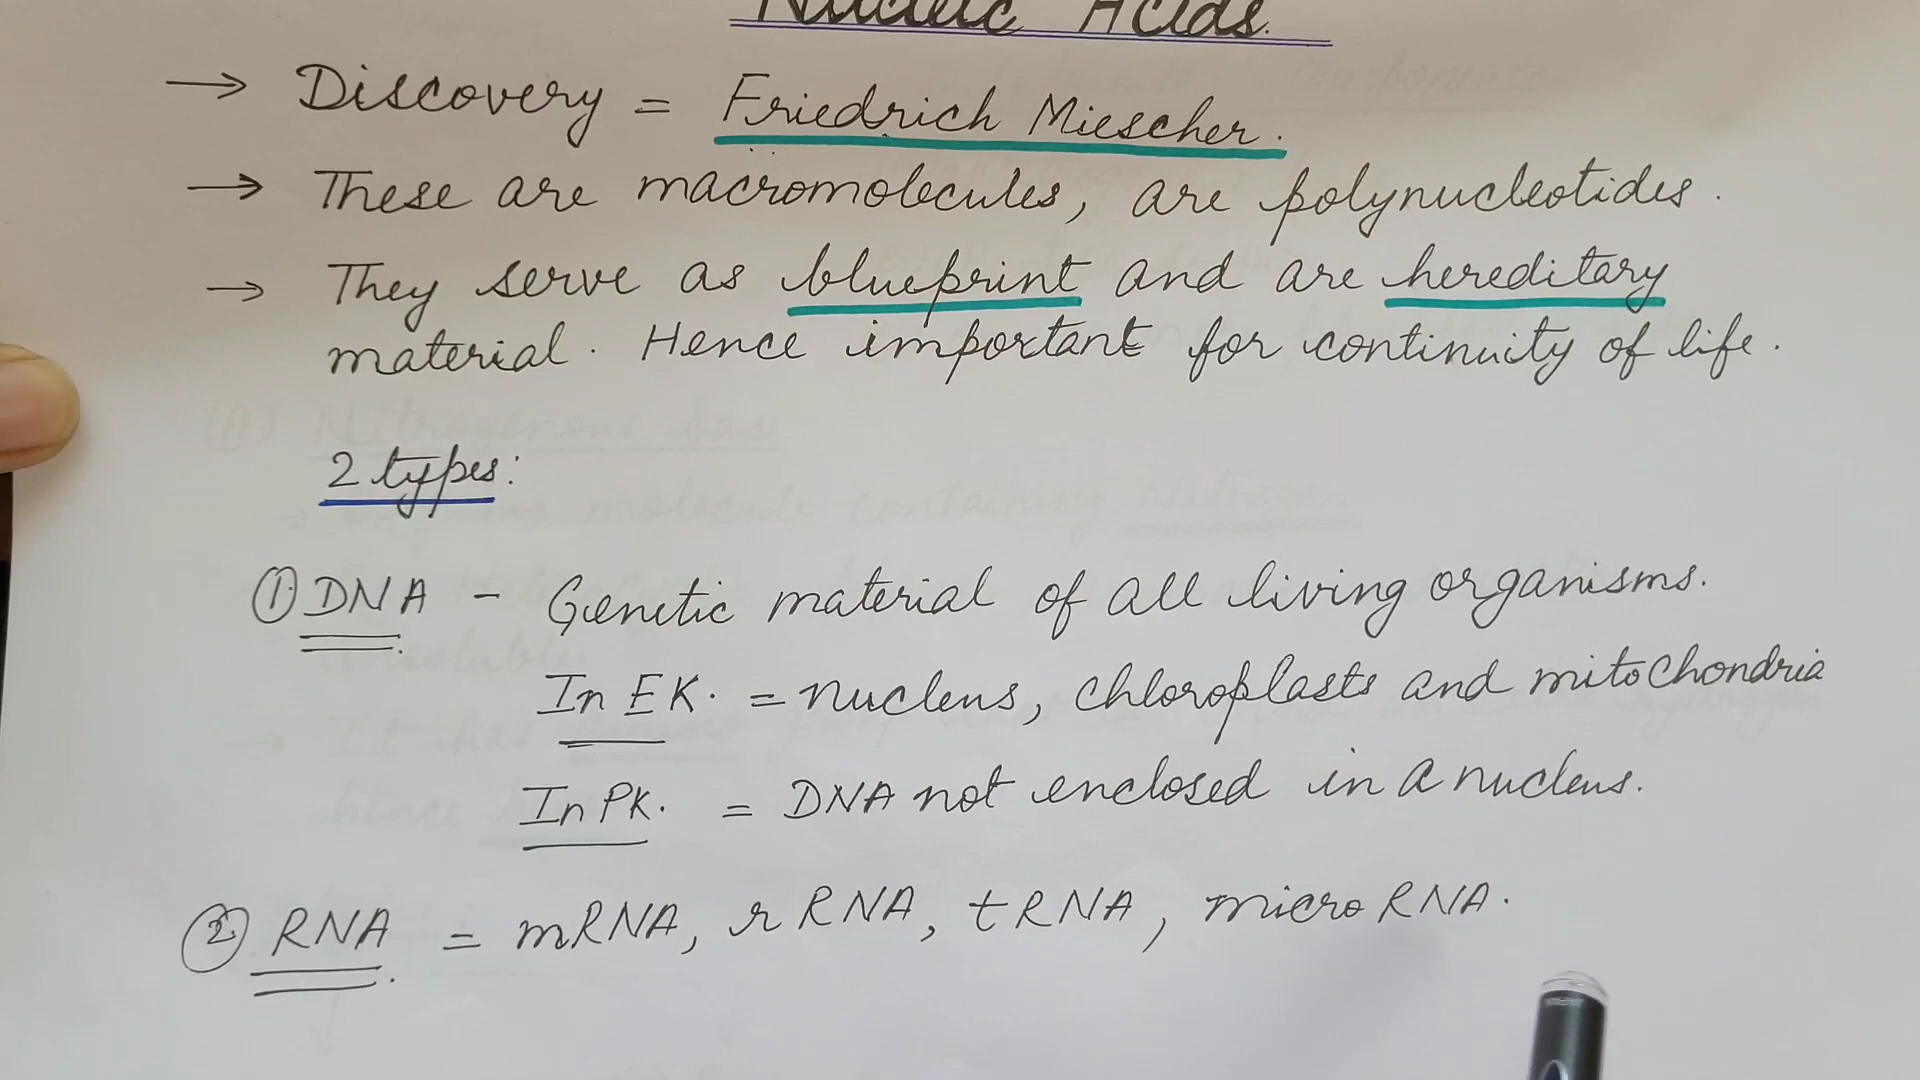 Nucleic Acids.
→ Discovery = Friedrich Miescher.
→ These are macromolecules, are polynucleotides.
→ They serve as blueprint and are hereditary
material. Hence important for continuity of life.
2 types:
① DNA - Genetic material of all living organisms.
In EK. = nucleus, chloroplasts and mitochondria
In PK. = DNA not enclosed in a nucleus.
② RNA = mRNA, rRNA, tRNA, micro RNA.